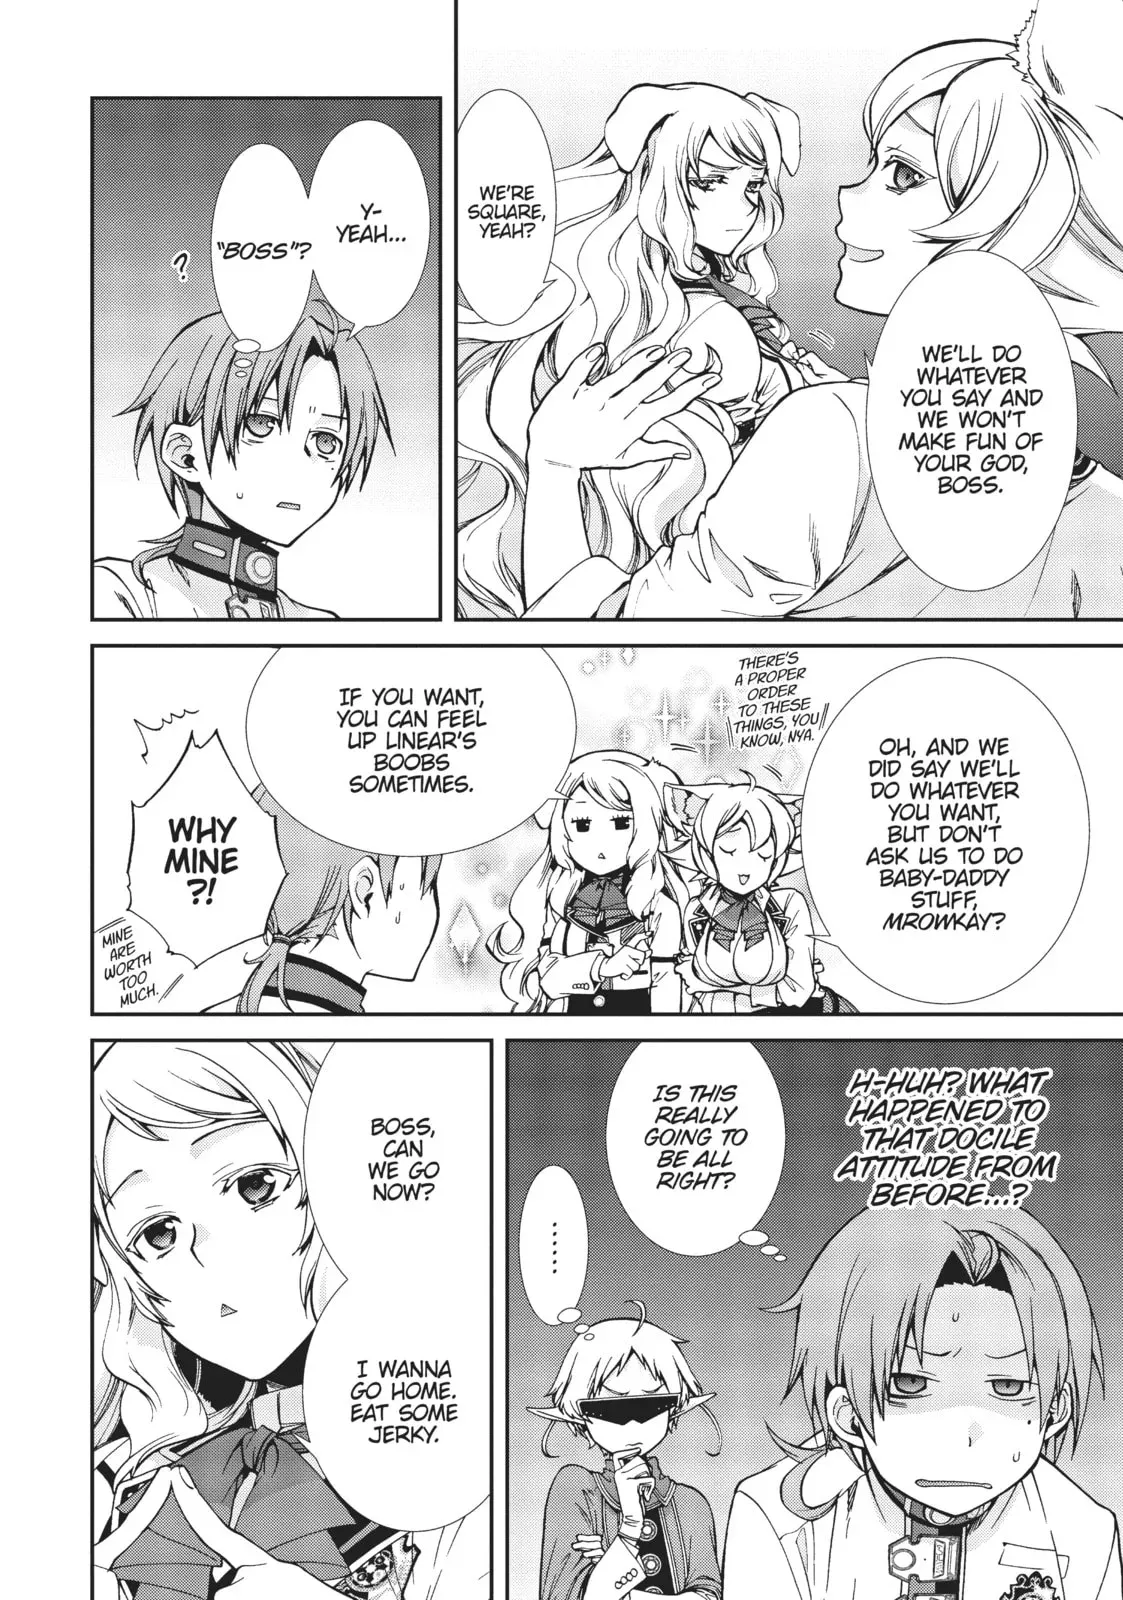 WE'RE
SQUARE,
YEAH?
WE'LL DO
WHATEVER
YOU SAY AND
WE WON'T
MAKE FUN OF
YOUR GOD,
BOSS.
Y-
YEAH...
"BOSS"?
?
OH, AND WE
DID SAY WE'LL
DO WHATEVER
YOU WANT,
BUT DON'T
ASK US TO DO
BABY-DADDY
STUFF,
MROWKAY?
THERE'S
A PROPER
ORDER
TO THESE
THINGS, YOU
KNOW, NYA.
IF YOU WANT,
YOU CAN FEEL
UP LINEAR'S
BOOBS
SOMETIMES.
WHY
MINE
?!
MINE
ARE
WORTH
TOO
MUCH.
H-HUH? WHAT
HAPPENED TO
THAT DOCILE
ATTITUDE FROM
BEFORE...?
IS THIS
REALLY
GOING TO
BE ALL
RIGHT?
......
BOSS,
CAN
WE GO
NOW?
I WANNA
GO HOME.
EAT SOME
JERKY.